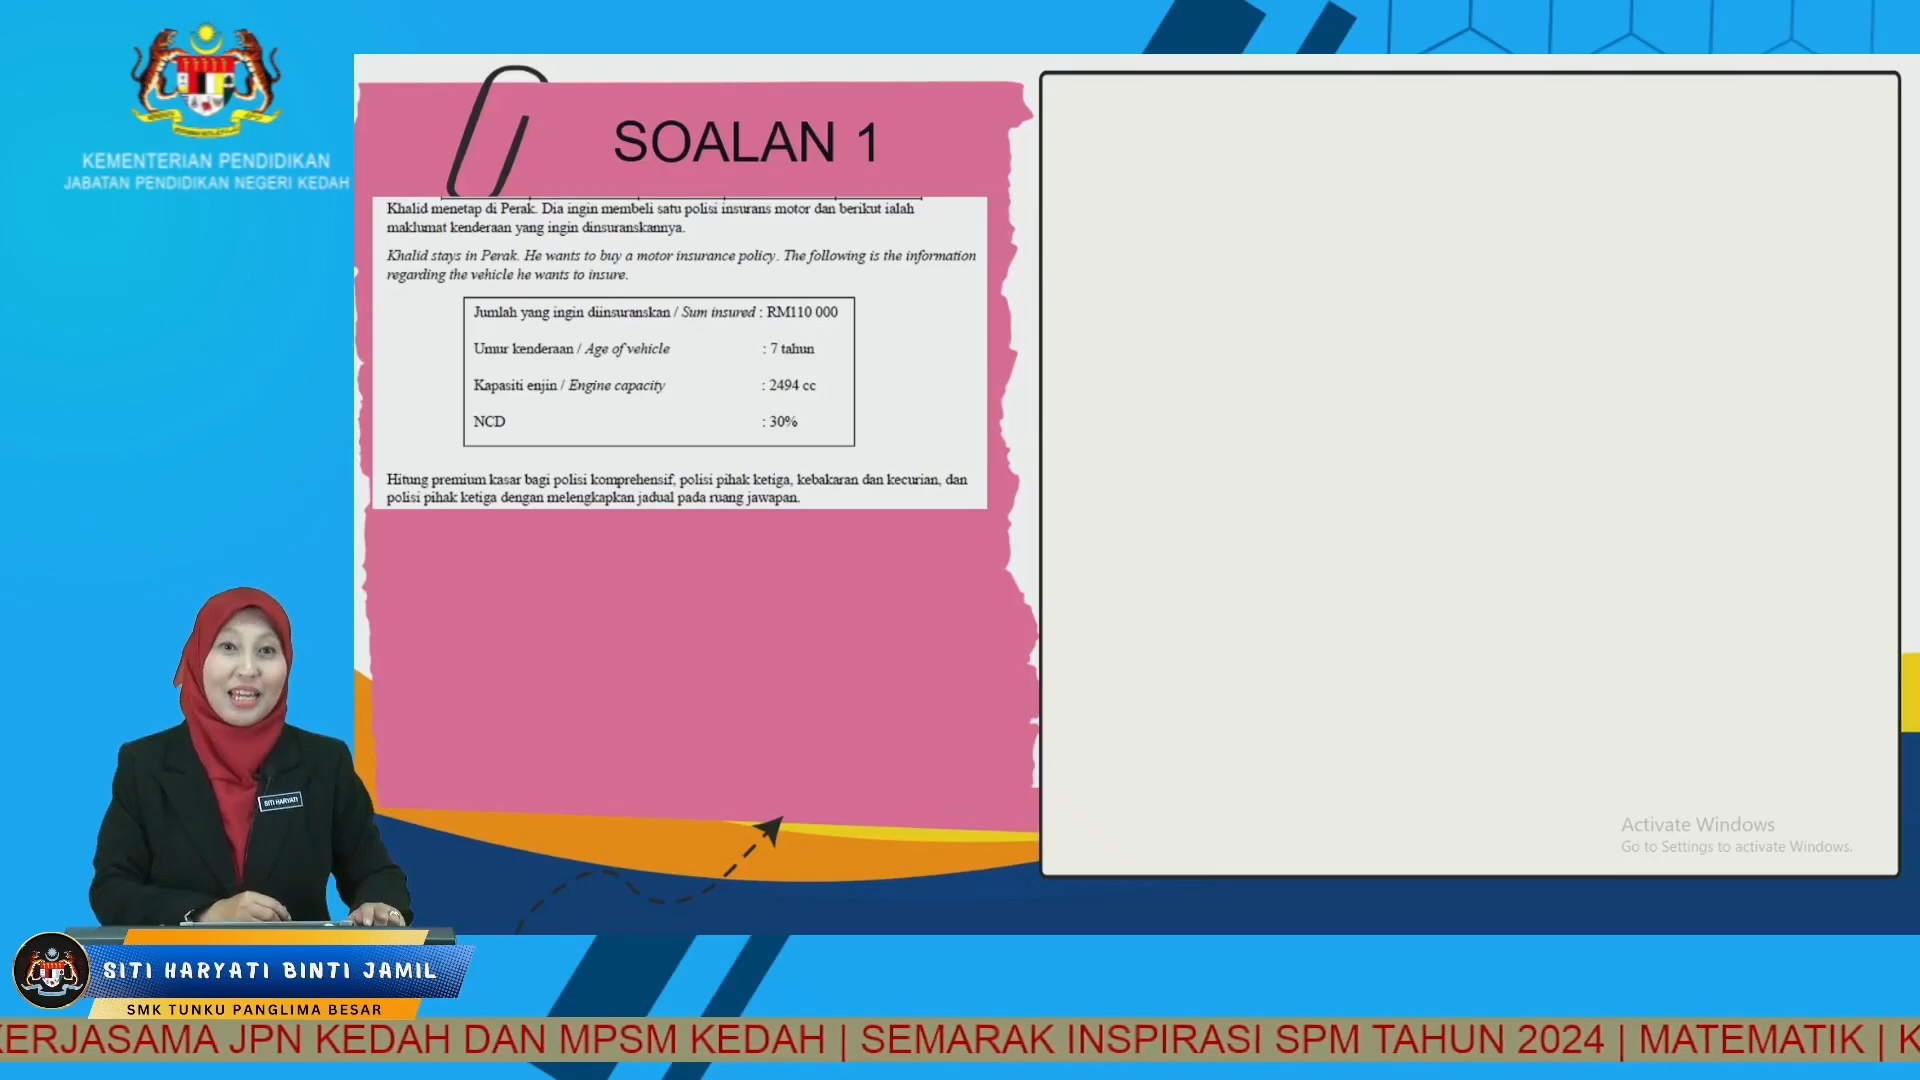 KEMENTERIAN PENDIDIKAN
JABATAN PENDIDIKAN NEGERI KEDAH
SOALAN 1
Khalid menetap di Perak. Dia ingin membeli satu polisi insurans motor dan berikut ialah
maklumat kenderaan yang ingin dinsuranskannya.
Khalid stays in Perak. He wants to buy a motor insurance policy. The following is the information
regarding the vehicle he wants to insure.
Jumlah yang ingin diinsuranskan / Sum insured : RM110 000
Umur kenderaan / Age of vehicle : 7 tahun
Kapasiti enjin / Engine capacity : 2494 cc
NCD : 30%
Hitung premium kasar bagi polisi komprehensif, polisi pihak ketiga, kebakaran dan kecurian, dan
polisi pihak ketiga dengan melengkapkan jadual pada ruang jawapan.
Activate Windows
Go to Settings to activate Windows.
SITI HARYATI
SITI HARYATI BINTI JAMIL
SMK TUNKU PANGLIMA BESAR
KERJASAMA JPN KEDAH DAN MPSM KEDAH | SEMARAK INSPIRASI SPM TAHUN 2024 | MATEMATIK | K